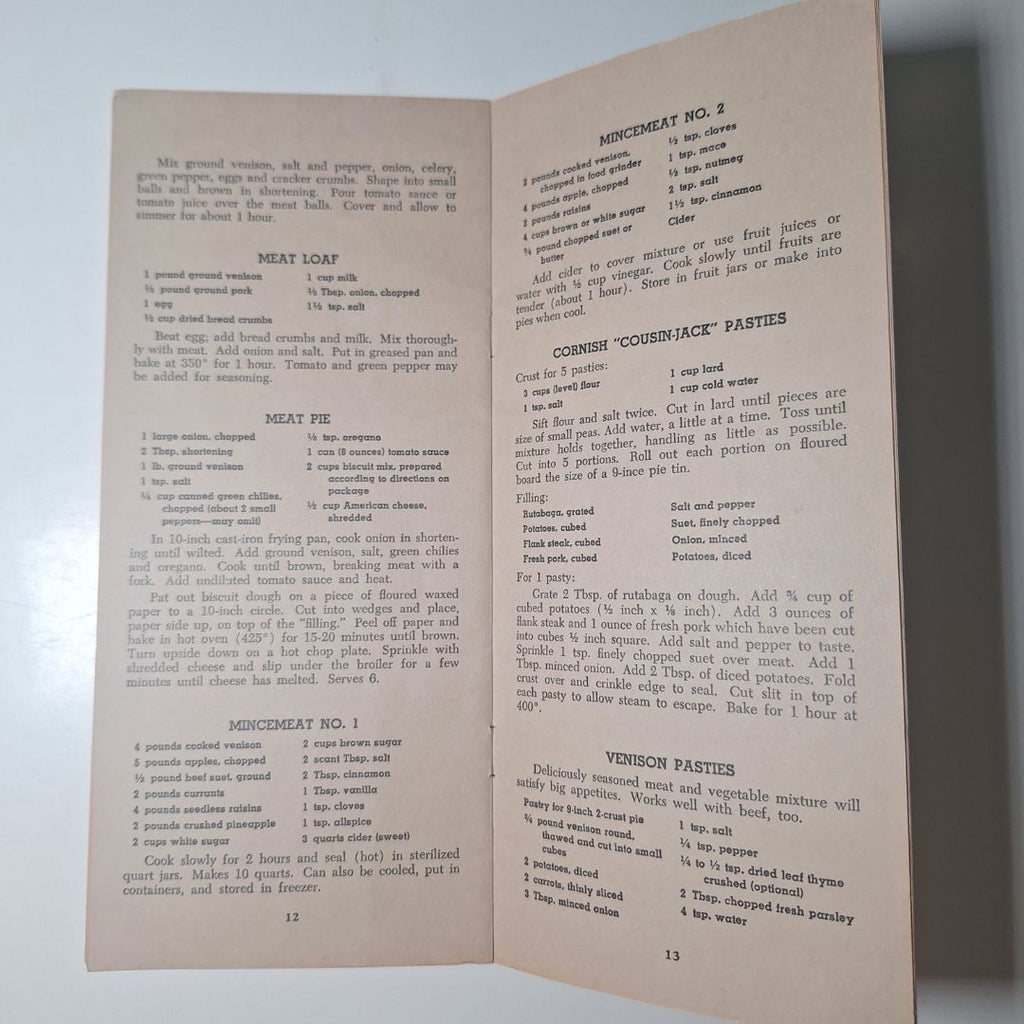 Mix ground venison, salt and pepper, onion, celery,
green pepper, eggs and cracker crumbs. Shape into small
balls and brown in shortening. Pour tomato sauce or
tomato juice over the meat balls. Cover and allow to
simmer for about 1 hour.
MEAT LOAF
1 pound ground venison
½ pound ground pork
1 egg
½ cup dried bread crumbs
1 cup milk
½ Tbsp. onion, chopped
1½ tsp. salt
Beat egg; add bread crumbs and milk. Mix thorough-
ly with meat. Add onion and salt. Put in greased pan and
bake at 350° for 1 hour. Tomato and green pepper may
be added for seasoning.
MEAT PIE
1 large onion, chopped
2 Tbsp. shortening
1 lb. ground venison
1 tsp. salt
¼ cup canned green chilies,
chopped (about 2 small
peppers—may omit)
½ tsp. oregano
1 can (8 ounces) tomato sauce
2 cups biscuit mix, prepared
according to directions on
package
½ cup American cheese,
shredded
In 10-inch cast-iron frying pan, cook onion in shorten-
ing until wilted. Add ground venison, salt, green chilies
and oregano. Cook until brown, breaking meat with a
fork. Add undiluted tomato sauce and heat.
Pat out biscuit dough on a piece of floured waxed
paper to a 10-inch circle. Cut into wedges and place,
paper side up, on top of the "filling." Peel off paper and
bake in hot oven (425°) for 15-20 minutes until brown.
Turn upside down on a hot chop plate. Sprinkle with
shredded cheese and slip under the broiler for a few
minutes until cheese has melted. Serves 6.
MINCEMEAT NO. 1
4 pounds cooked venison
5 pounds apples, chopped
½ pound beef suet, ground
2 pounds currants
4 pounds seedless raisins
2 pounds crushed pineapple
2 cups white sugar
2 cups brown sugar
2 scant Tbsp. salt
2 Tbsp. cinnamon
1 Tbsp. vanilla
1 tsp. cloves
1 tsp. allspice
3 quarts cider (sweet)
Cook slowly for 2 hours and seal (hot) in sterilized
quart jars. Makes 10 quarts. Can also be cooled, put in
containers, and stored in freezer.
12
MINCEMEAT NO. 2
2 pounds cooked venison,
chopped in food grinder
4 pounds apple, chopped
2 pounds raisins
4 cups brown or white sugar
¾ pound chopped suet or
butter
½ tsp. cloves
1 tsp. mace
½ tsp. nutmeg
2 tsp. salt
1½ tsp. cinnamon
Cider
Add cider to cover mixture or use fruit juices or
water with ½ cup vinegar. Cook slowly until fruits are
tender (about 1 hour). Store in fruit jars or make into
pies when cool.
CORNISH "COUSIN-JACK" PASTIES
Crust for 5 pasties:
3 cups (level) flour
1 tsp. salt
1 cup lard
1 cup cold water
Sift flour and salt twice. Cut in lard until pieces are
size of small peas. Add water, a little at a time. Toss until
mixture holds together, handling as little as possible.
Cut into 5 portions. Roll out each portion on floured
board the size of a 9-ince pie tin.
Filling:
Rutabaga, grated
Potatoes, cubed
Flank steak, cubed
Fresh pork, cubed
Salt and pepper
Suet, finely chopped
Onion, minced
Potatoes, diced
For 1 pasty:
Crate 2 Tbsp. of rutabaga on dough. Add ¾ cup of
cubed potatoes (½ inch x ⅛ inch). Add 3 ounces of
flank steak and 1 ounce of fresh pork which have been cut
into cubes ½ inch square. Add salt and pepper to taste.
Sprinkle 1 tsp. finely chopped suet over meat. Add 1
Tbsp. minced onion. Add 2 Tbsp. of diced potatoes. Fold
crust over and crinkle edge to seal. Cut slit in top of
each pasty to allow steam to escape. Bake for 1 hour at
400°.
VENISON PASTIES
Deliciously seasoned meat and vegetable mixture will
satisfy big appetites. Works well with beef, too.
Pastry for 9-inch 2-crust pie
¾ pound venison round,
thawed and cut into small
cubes
2 potatoes, diced
2 carrots, thinly sliced
3 Tbsp. minced onion
1 tsp. salt
¼ tsp. pepper
¼ to ½ tsp. dried leaf thyme
crushed (optional)
2 Tbsp. chopped fresh parsley
4 tsp. water
13